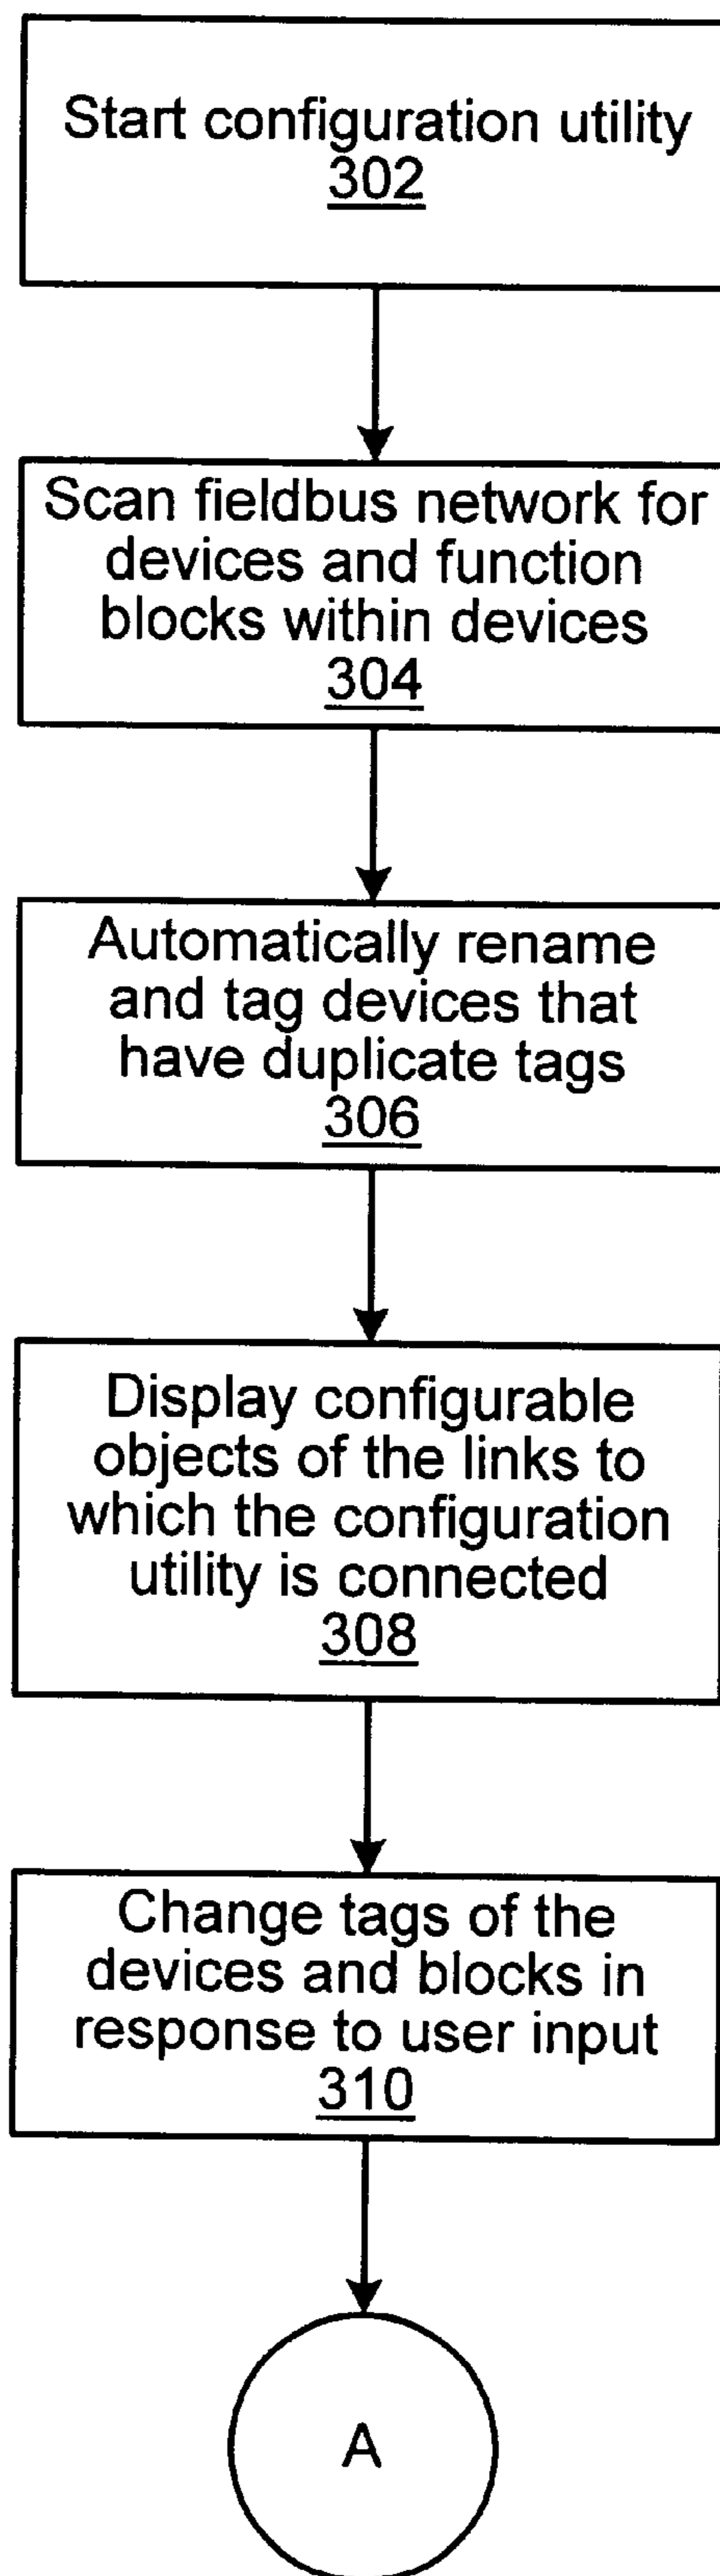 Start configuration utility
302
Scan fieldbus network for
devices and function
blocks within devices
304
Automatically rename
and tag devices that
have duplicate tags
306
Display configurable
objects of the links to
which the configuration
utility is connected
308
Change tags of the
devices and blocks in
response to user input
310
A